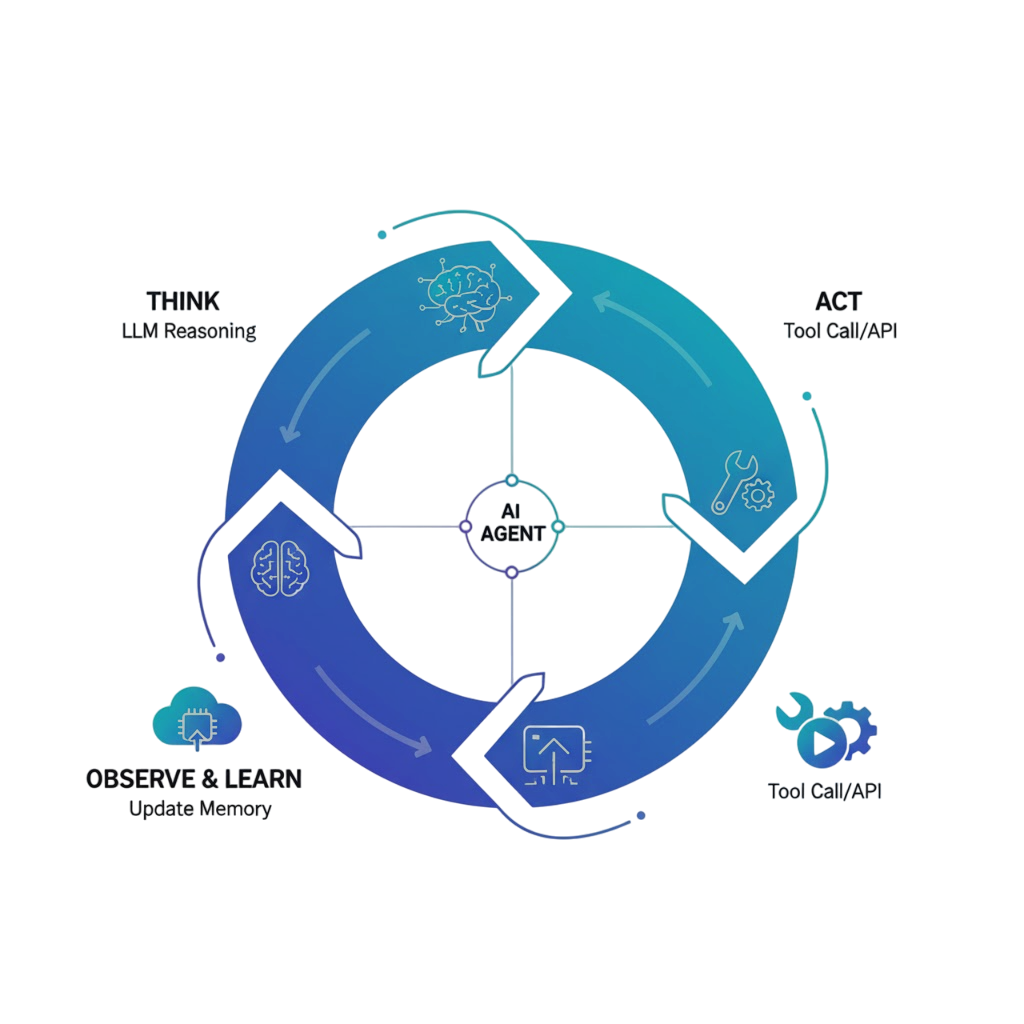 THINK
LLM Reasoning
ACT
Tool Call/API
AI
AGENT
OBSERVE & LEARN
Update Memory
Tool Call/API